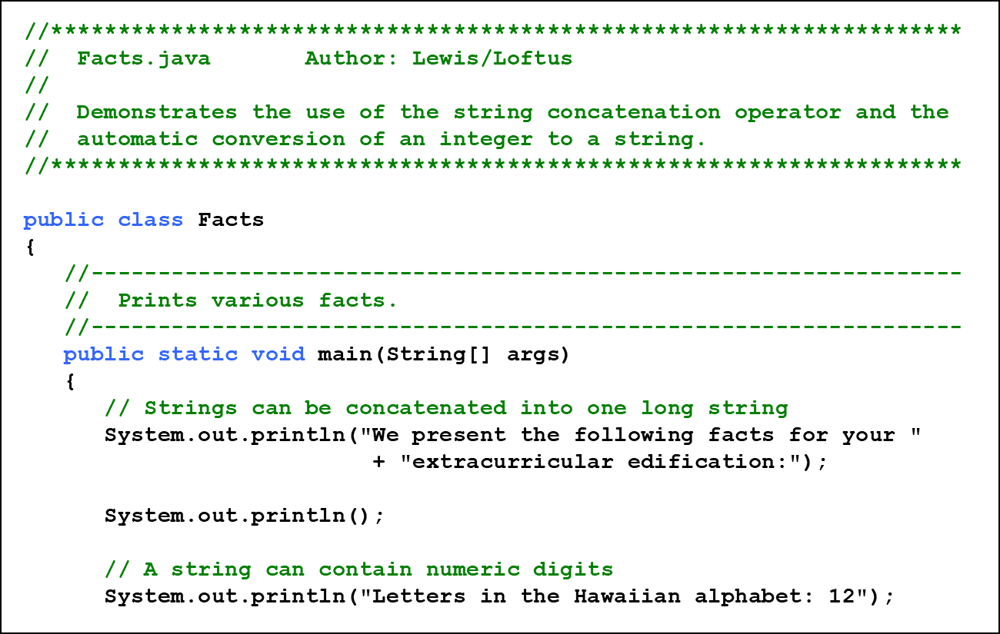 //********************************************************************
//  Facts.java       Author: Lewis/Loftus
//
//  Demonstrates the use of the string concatenation operator and the
//  automatic conversion of an integer to a string.
//********************************************************************
public class Facts
{
   //-----------------------------------------------------------------
   //  Prints various facts.
   //-----------------------------------------------------------------
   public static void main(String[] args)
   {
      // Strings can be concatenated into one long string
      System.out.println("We present the following facts for your "
                          + "extracurricular edification:");
      System.out.println();
      // A string can contain numeric digits
      System.out.println("Letters in the Hawaiian alphabet: 12");